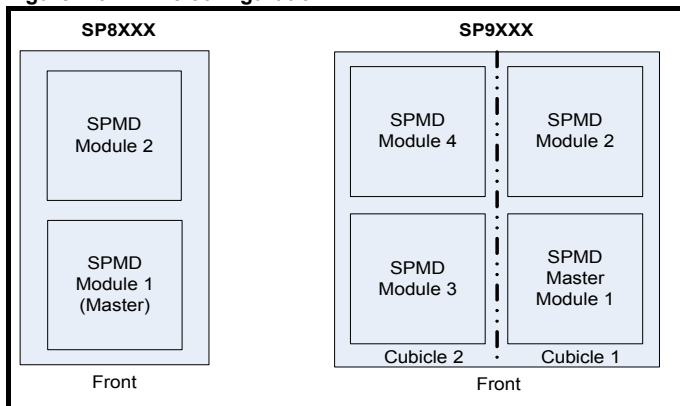 SP8XXX
SPMD
Module 2
SPMD
Module 1
(Master)
Front
SP9XXX
SPMD
Module 4
SPMD
Module 2
SPMD
Module 3
SPMD
Master
Module 1
Cubicle 2
Cubicle 1
Front